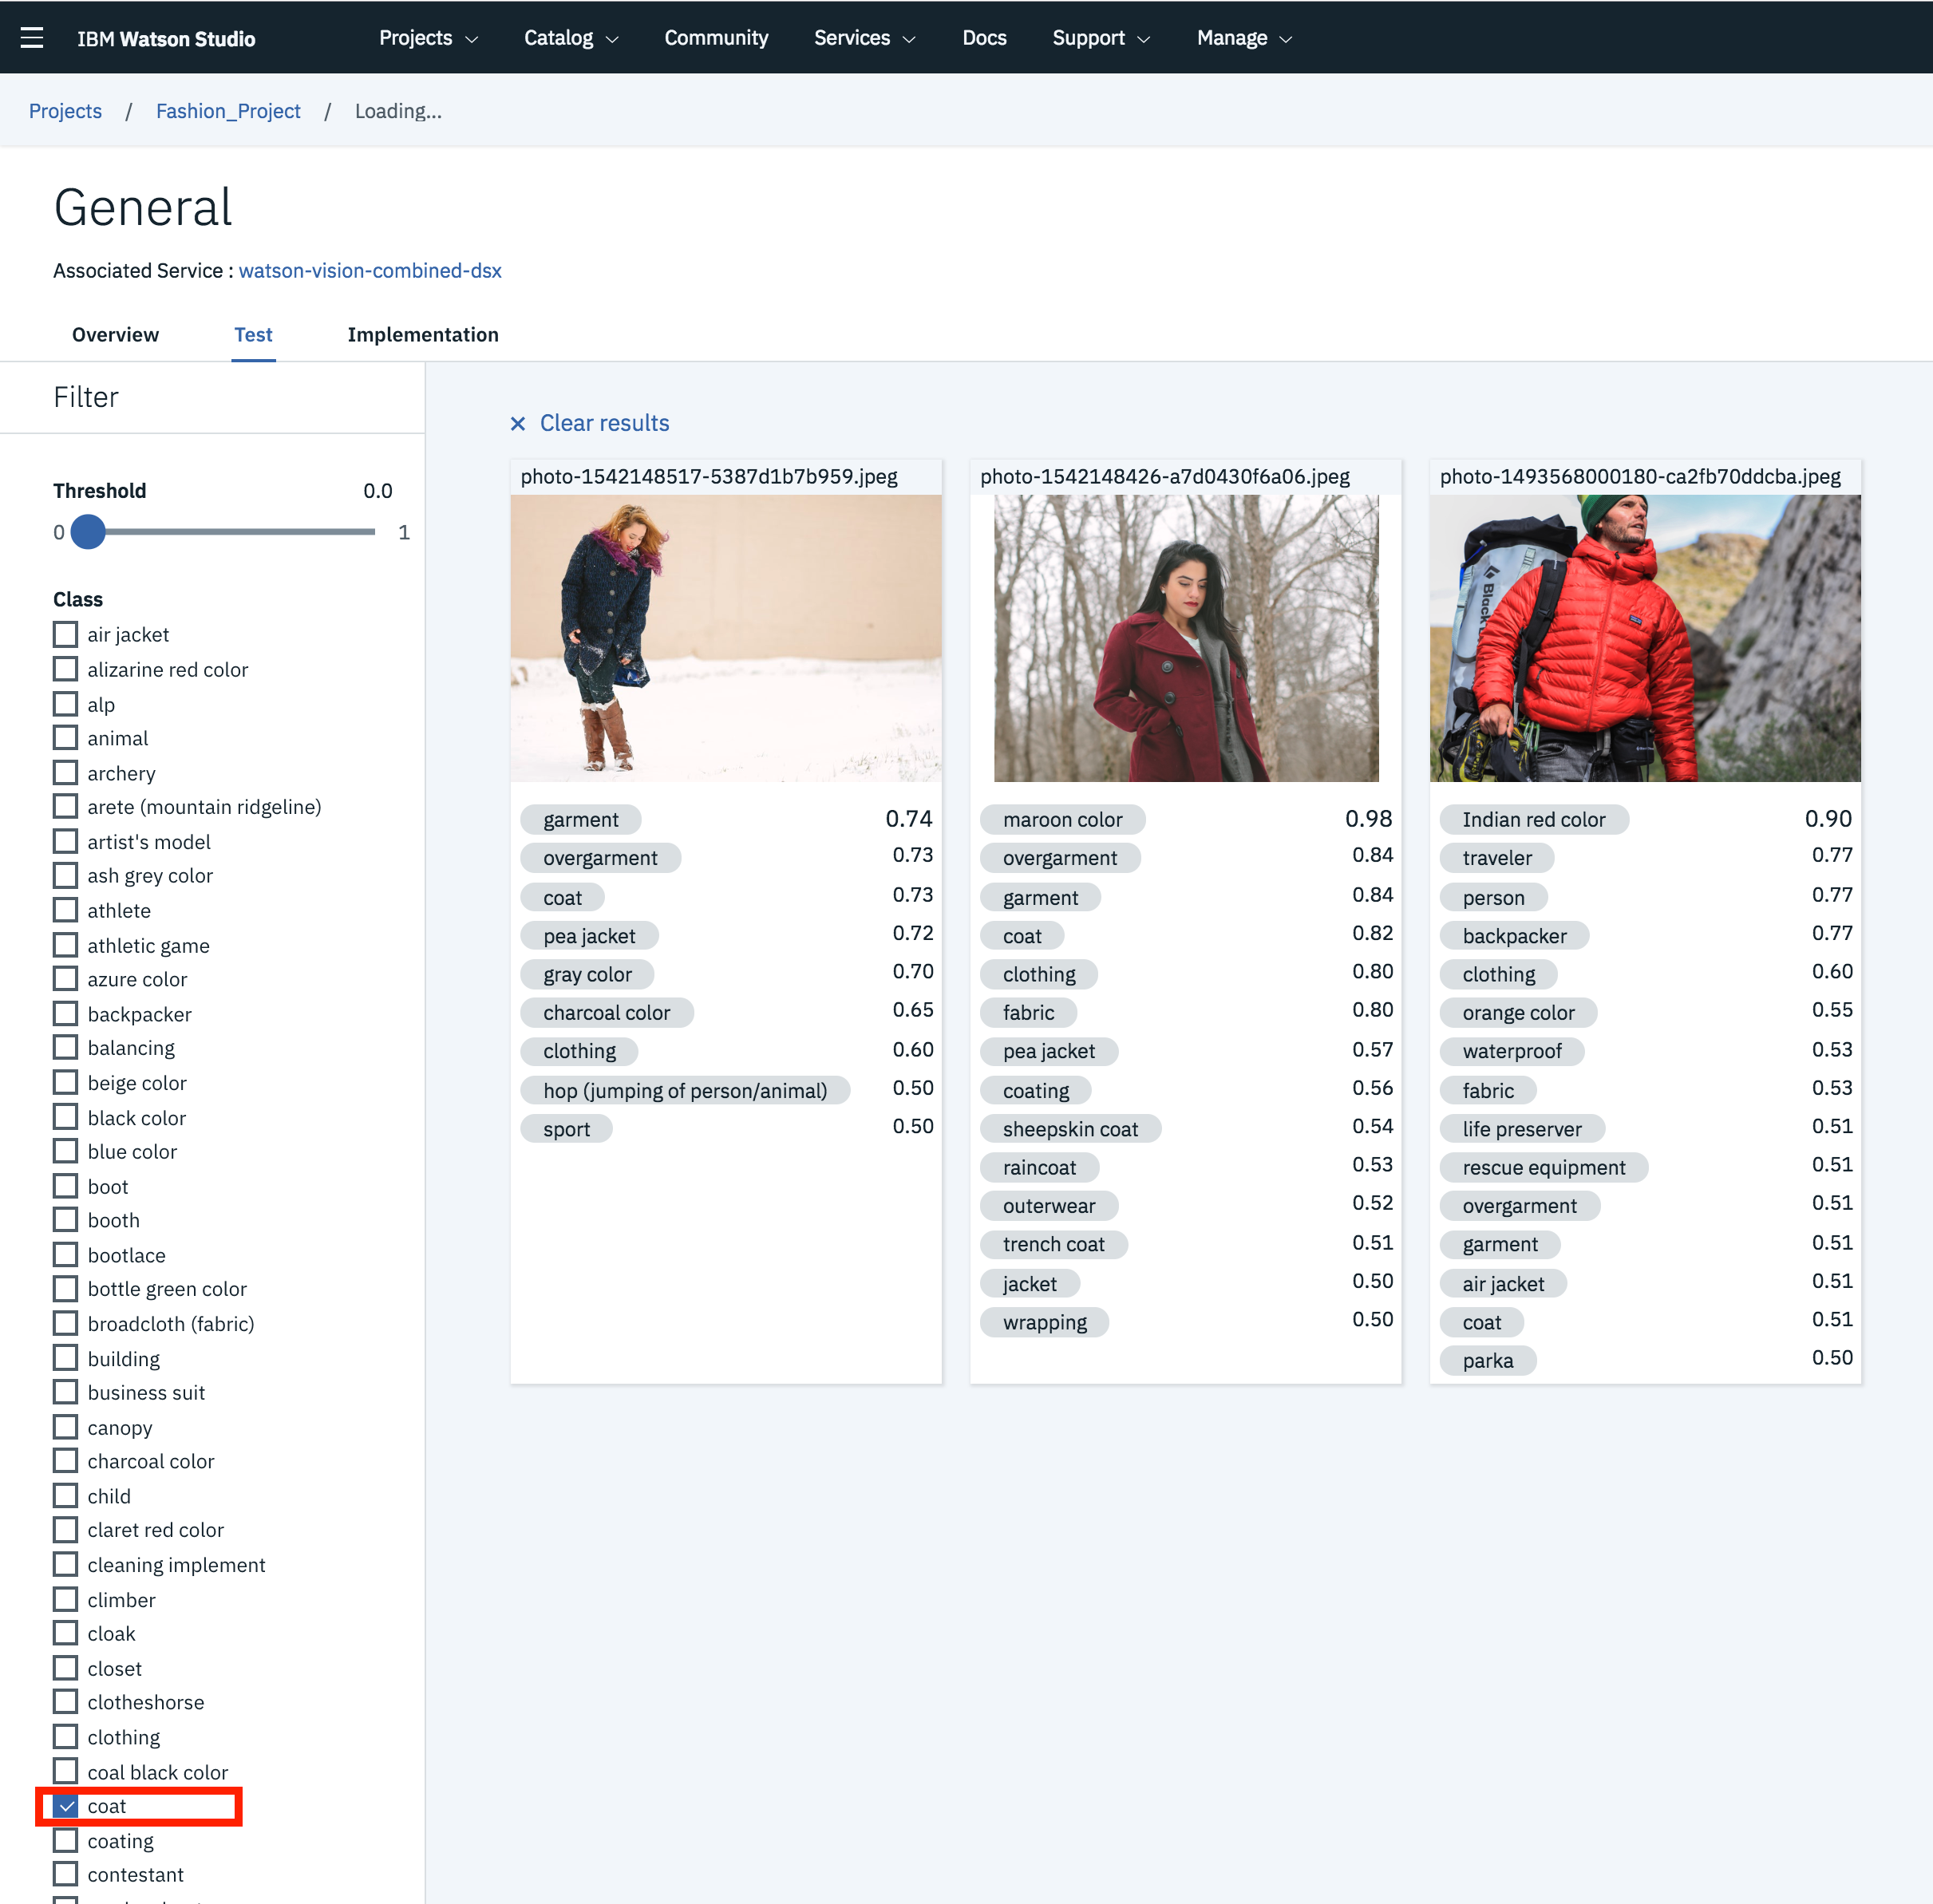 IBM Watson Studio Projects Catalog Community Services Docs Support Manage
Projects / Fashion_Project / Loading...
General
Associated Service : watson-vision-combined-dsx
Overview Test Implementation
Filter
Threshold 0.0
0 1
Class
air jacket
alizarine red color
alp
animal
archery
arete (mountain ridgeline)
artist's model
ash grey color
athlete
athletic game
azure color
backpacker
balancing
beige color
black color
blue color
boot
booth
bootlace
bottle green color
broadcloth (fabric)
building
business suit
canopy
charcoal color
child
claret red color
cleaning implement
climber
cloak
closet
clotheshorse
clothing
coal black color
coat
coating
contestant
× Clear results
photo-1542148517-5387d1b7b959.jpeg
garment 0.74
overgarment 0.73
coat 0.73
pea jacket 0.72
gray color 0.70
charcoal color 0.65
clothing 0.60
hop (jumping of person/animal) 0.50
sport 0.50
photo-1542148426-a7d0430f6a06.jpeg
maroon color 0.98
overgarment 0.84
garment 0.84
coat 0.82
clothing 0.80
fabric 0.80
pea jacket 0.57
coating 0.56
sheepskin coat 0.54
raincoat 0.53
outerwear 0.52
trench coat 0.51
jacket 0.50
wrapping 0.50
photo-1493568000180-ca2fb70ddcba.jpeg
Black
Indian red color 0.90
traveler 0.77
person 0.77
backpacker 0.77
clothing 0.60
orange color 0.55
waterproof 0.53
fabric 0.53
life preserver 0.51
rescue equipment 0.51
overgarment 0.51
garment 0.51
air jacket 0.51
coat 0.51
parka 0.50